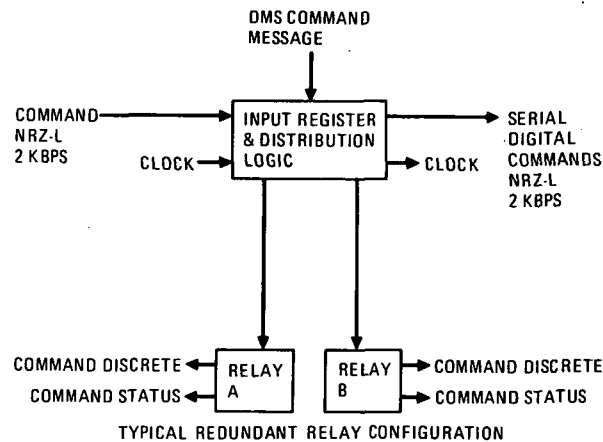 DMS COMMAND
MESSAGE
COMMAND
NRZ-L
2 KBPS
CLOCK
INPUT REGISTER
& DISTRIBUTION
LOGIC
CLOCK
SERIAL
DIGITAL
COMMANDS
NRZ-L
2 KBPS
COMMAND DISCRETE
COMMAND STATUS
RELAY
A
RELAY
B
COMMAND DISCRETE
COMMAND STATUS
TYPICAL REDUNDANT RELAY CONFIGURATION